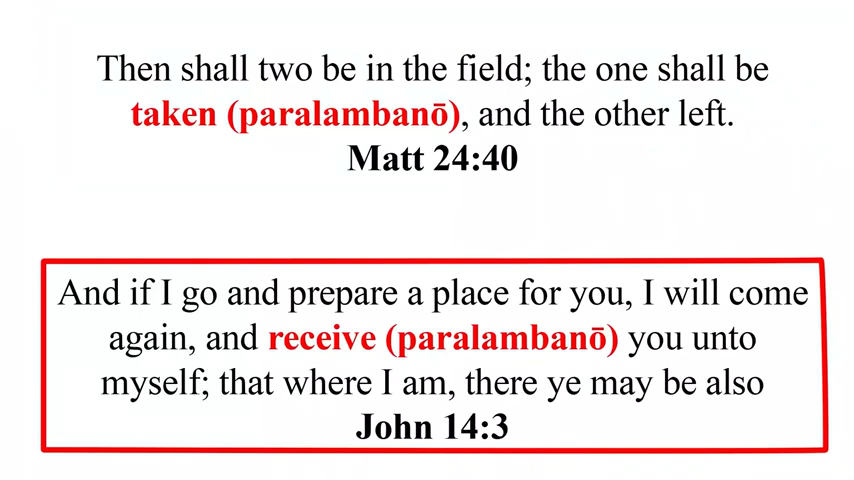 Then shall two be in the field; the one shall be
taken (paralambanō), and the other left.
Matt 24:40
And if I go and prepare a place for you, I will come
again, and receive (paralambanō) you unto
myself; that where I am, there ye may be also
John 14:3